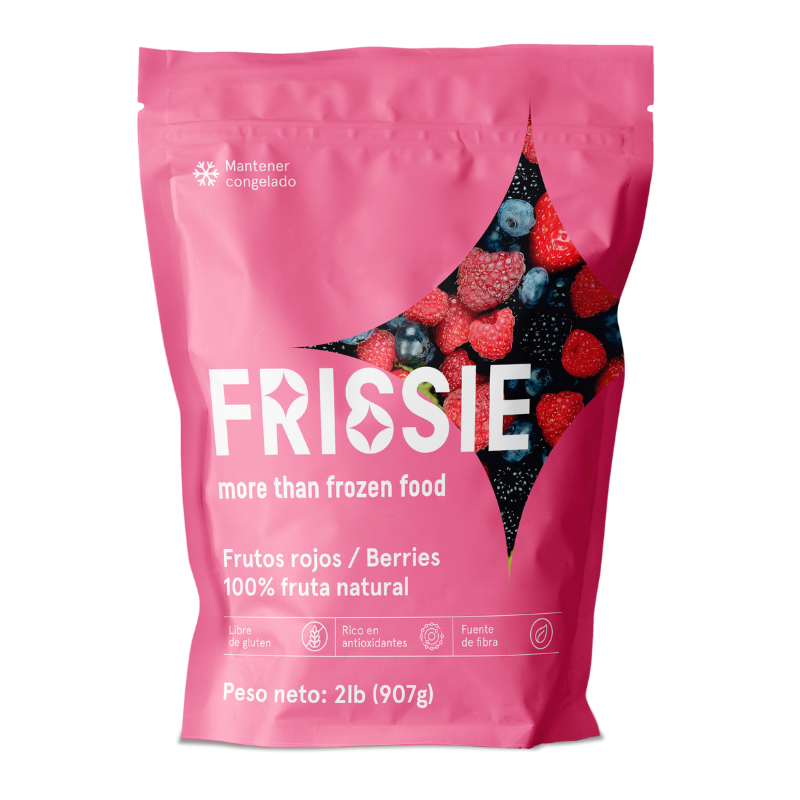 Mantener
congelado
FRISSIE
more than frozen food
Frutos rojos / Berries
100% fruta natural
Libre
de gluten
Rico en
antioxidantes
Fuente
de fibra
Peso neto: 2lb (907g)